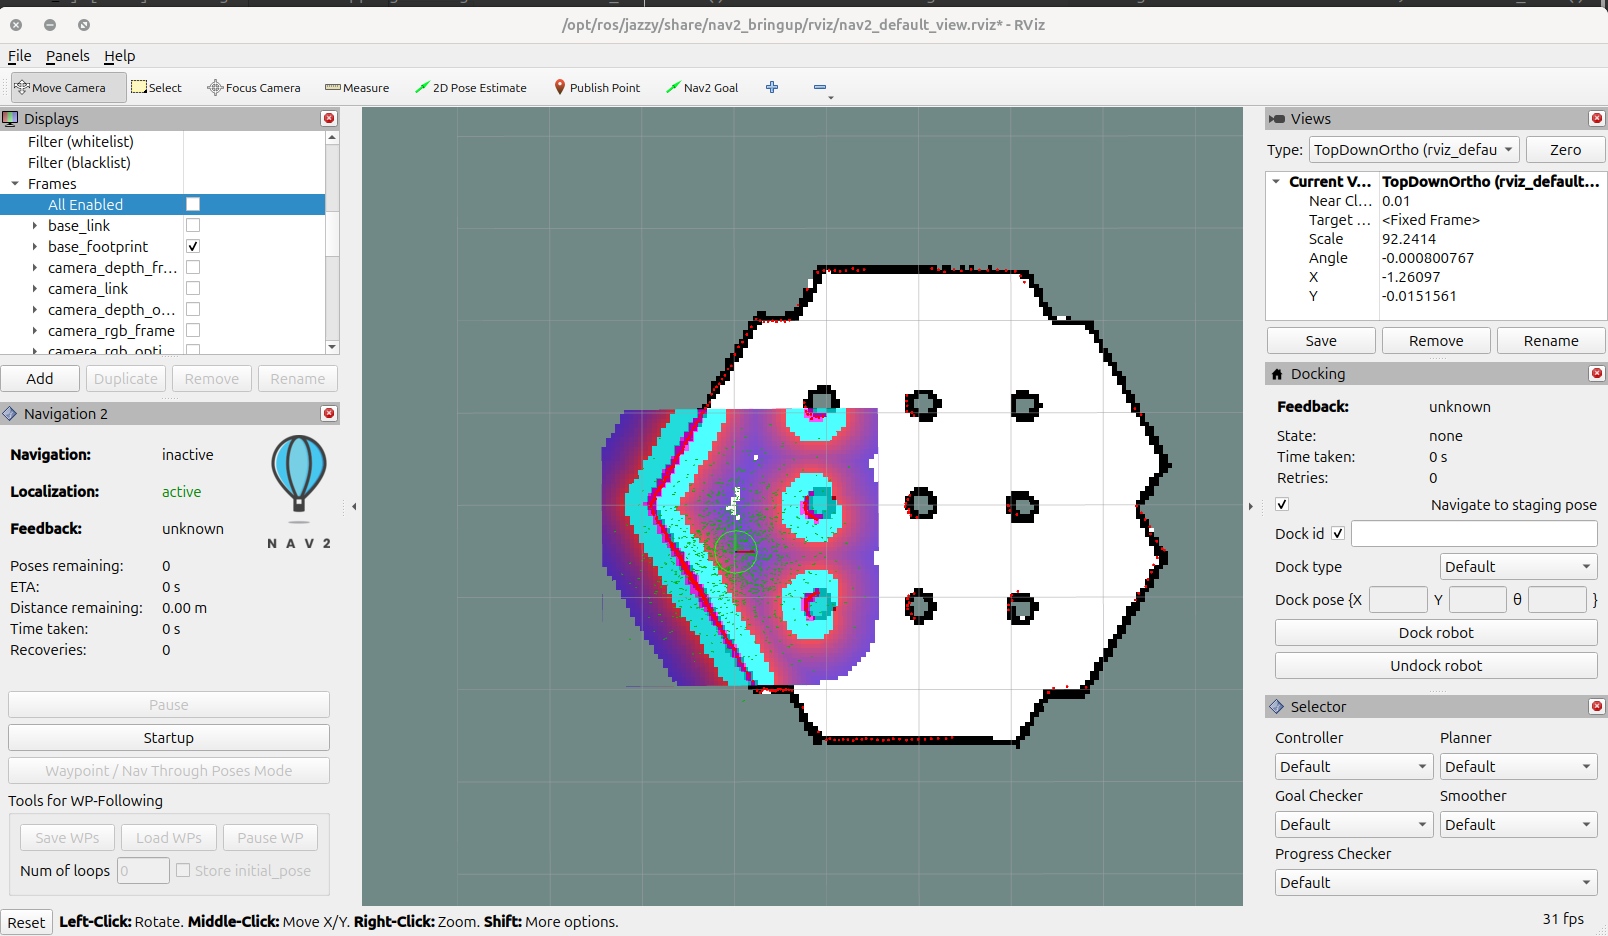 /opt/ros/jazzy/share/nav2_bringup/rviz/nav2_default_view.rviz* - RViz
File Panels Help
Move Camera Select Focus Camera Measure 2D Pose Estimate Publish Point Nav2 Goal
Displays
Filter (whitelist)
Filter (blacklist)
Frames
All Enabled
base_link
base_footprint
camera_depth_fr...
camera_link
camera_depth_o...
camera_rgb_frame
camera_rgb_opti
Add Duplicate Remove Rename
Navigation 2
Navigation: inactive
Localization: active
Feedback: unknown
NAV2
Poses remaining: 0
ETA: 0 s
Distance remaining: 0.00 m
Time taken: 0 s
Recoveries: 0
Pause
Startup
Waypoint / Nav Through Poses Mode
Tools for WP-Following
Save WPs Load WPs Pause WP
Num of loops 0 Store initial_pose
Views
Type: TopDownOrtho (rviz_defau Zero
Current V... TopDownOrtho (rviz_default...
Near Cl... 0.01
Target ... <Fixed Frame>
Scale 92.2414
Angle -0.000800767
X -1.26097
Y -0.0151561
Save Remove Rename
Docking
Feedback: unknown
State: none
Time taken: 0 s
Retries: 0
Navigate to staging pose
Dock id
Dock type Default
Dock pose {X Y θ }
Dock robot
Undock robot
Selector
Controller Planner
Default Default
Goal Checker Smoother
Default Default
Progress Checker
Default
Reset Left-Click: Rotate. Middle-Click: Move X/Y. Right-Click: Zoom. Shift: More options. 31 fps